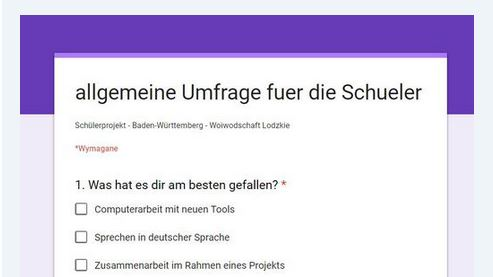 allgemeine Umfrage fuer die Schueler
Schülerprojekt - Baden-Württemberg - Woiwodschaft Lodzkie
*Wymagane
1. Was hat es dir am besten gefallen? *
Computerarbeit mit neuen Tools
Sprechen in deutscher Sprache
Zusammenarbeit im Rahmen eines Projekts